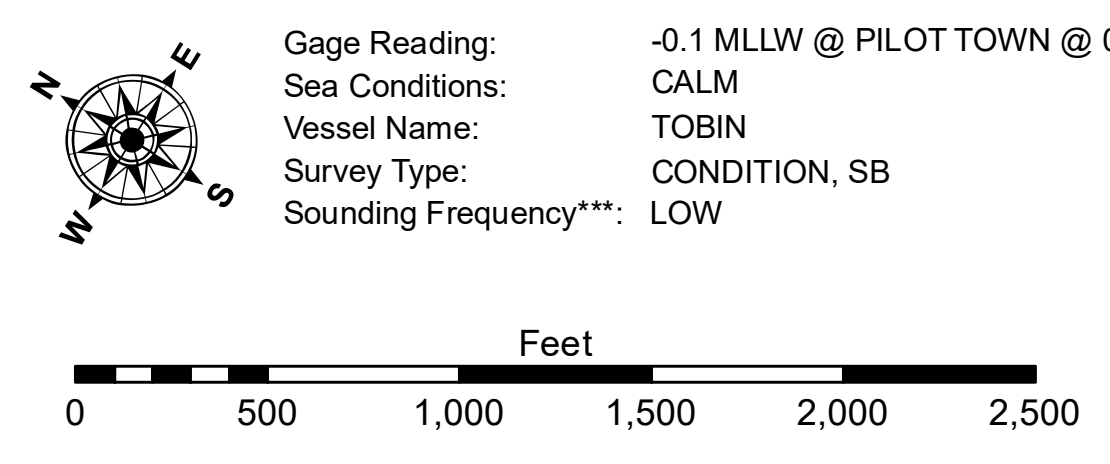 N
E
S
W
Gage Reading: -0.1 MLLW @ PILOT TOWN @
Sea Conditions: CALM
Vessel Name: TOBIN
Survey Type: CONDITION, SB
Sounding Frequency***: LOW
Feet
0 500 1,000 1,500 2,000 2,500